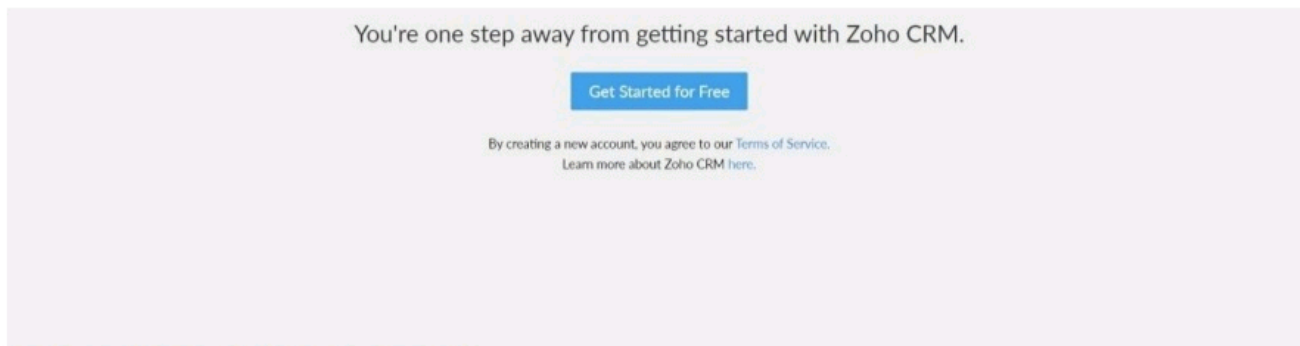 You're one step away from getting started with Zoho CRM.
Get Started for Free
By creating a new account, you agree to our Terms of Service.
Learn more about Zoho CRM here.